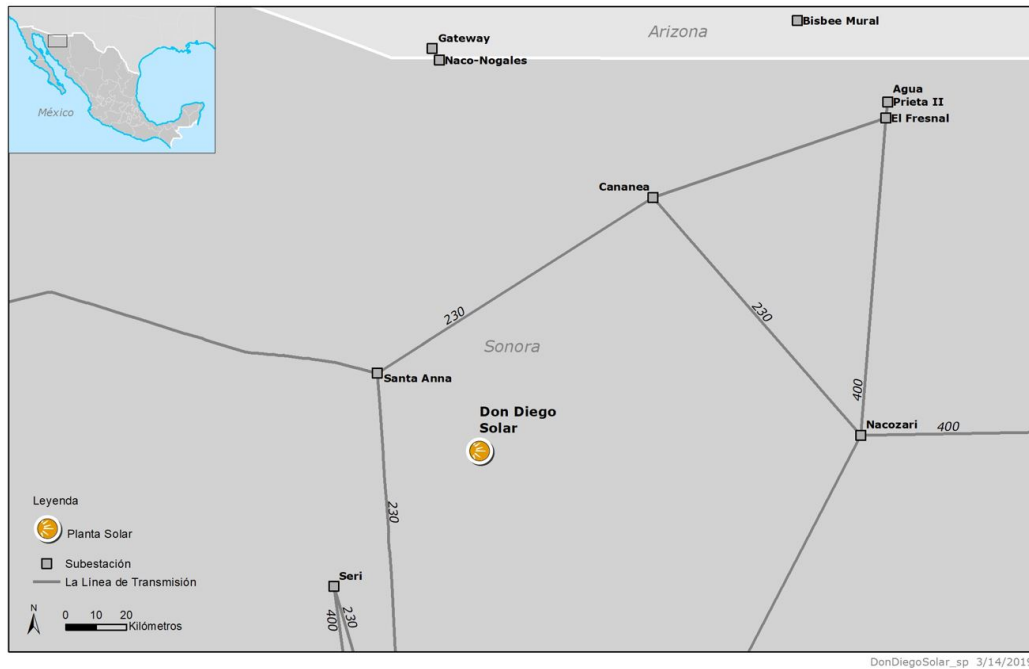 México
Arizona
Bisbee Mural
Gateway
Naco-Nogales
Agua
Prieta II
El Fresnal
Cananea
230
230
Sonora
Santa Anna
400
Don Diego
Solar
Nacozari
400
230
Leyenda
Planta Solar
Subestación
La Línea de Transmisión
Seri
400
230
N
0 10 20
Kilómetros
DonDiegoSolar_sp 3/14/2019